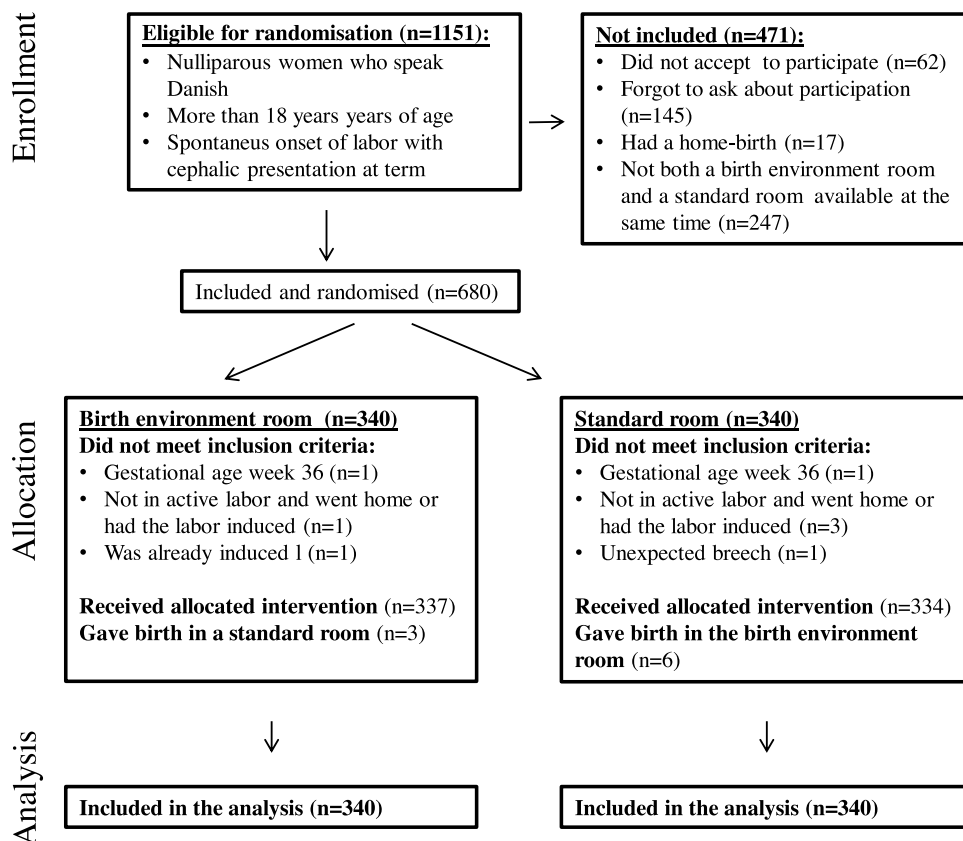 Enrollment
Eligible for randomisation (n=1151):
• Nulliparous women who speak
Danish
• More than 18 years years of age
• Spontaneus onset of labor with
cephalic presentation at term
Not included (n=471):
• Did not accept to participate (n=62)
• Forgot to ask about participation
(n=145)
• Had a home-birth (n=17)
• Not both a birth environment room
and a standard room available at the
same time (n=247)
Included and randomised (n=680)
Allocation
Birth environment room (n=340)
Did not meet inclusion criteria:
• Gestational age week 36 (n=1)
• Not in active labor and went home or
had the labor induced (n=1)
• Was already induced l (n=1)
Received allocated intervention (n=337)
Gave birth in a standard room (n=3)
Standard room (n=340)
Did not meet inclusion criteria:
• Gestational age week 36 (n=1)
• Not in active labor and went home or
had the labor induced (n=3)
• Unexpected breech (n=1)
Received allocated intervention (n=334)
Gave birth in the birth environment
room (n=6)
Analysis
Included in the analysis (n=340)
Included in the analysis (n=340)